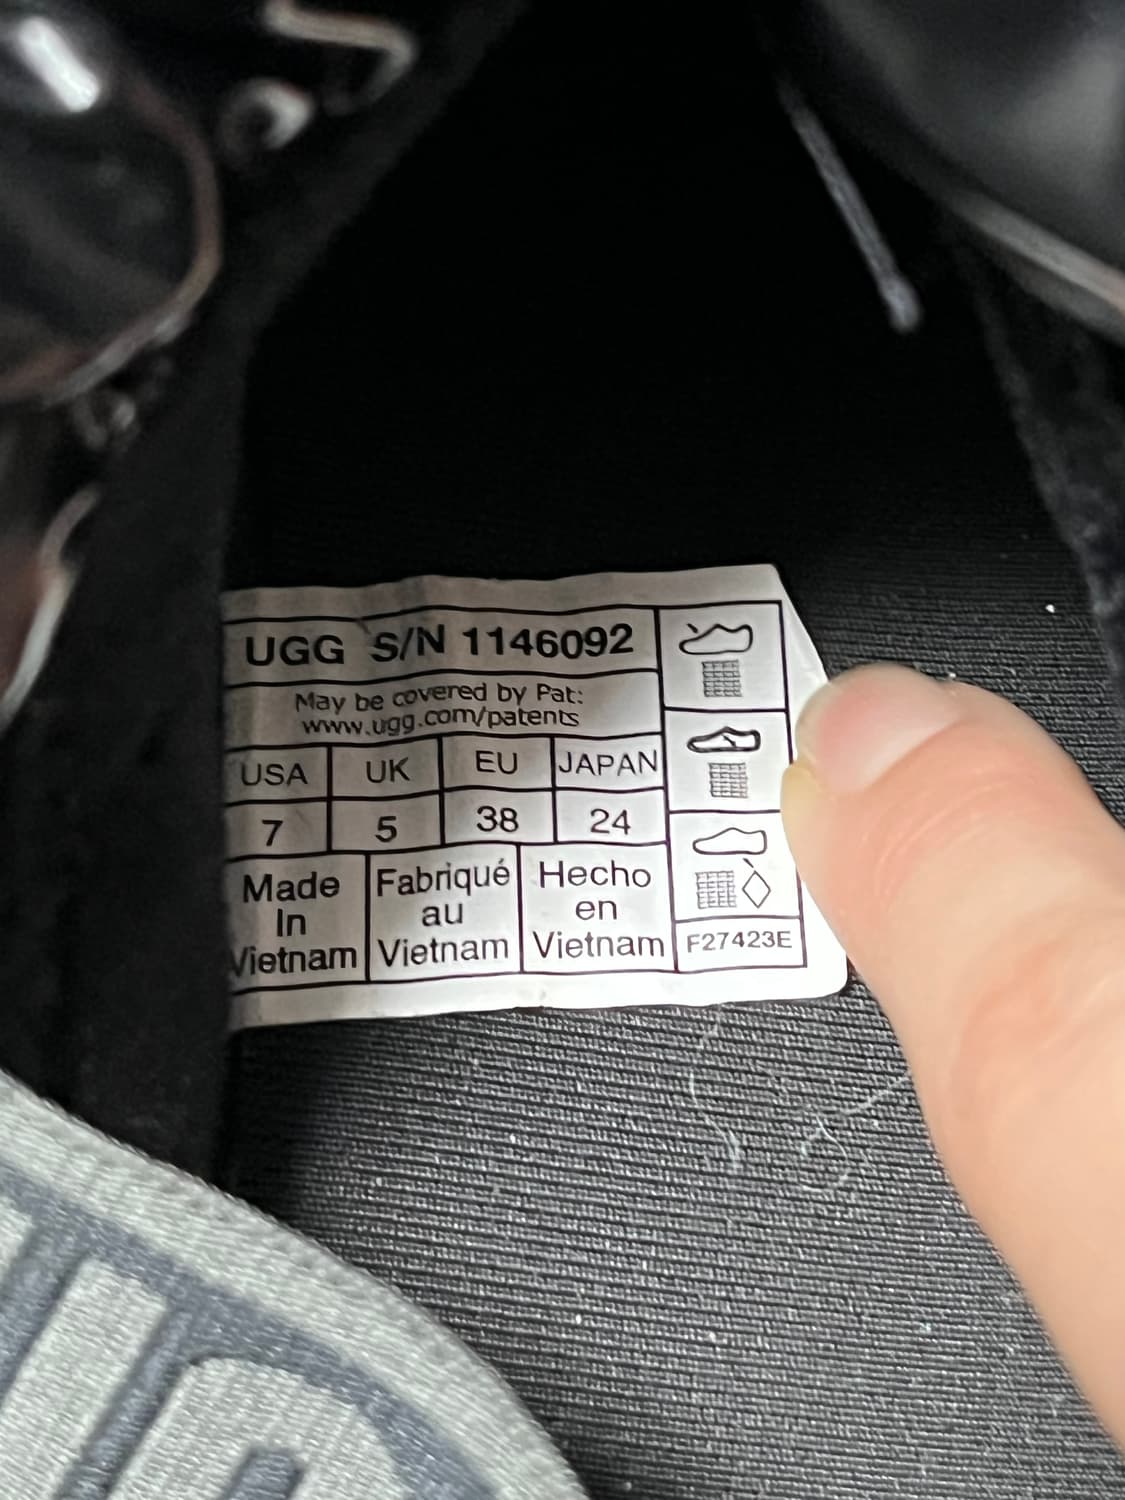 UGG S/N 1146092
May be covered by Pat:
www.ugg.com/patents
USA UK EU JAPAN
7 5 38 24
Made
In
Vietnam
Fabriqué
au
Vietnam
Hecho
en
Vietnam
F27423E